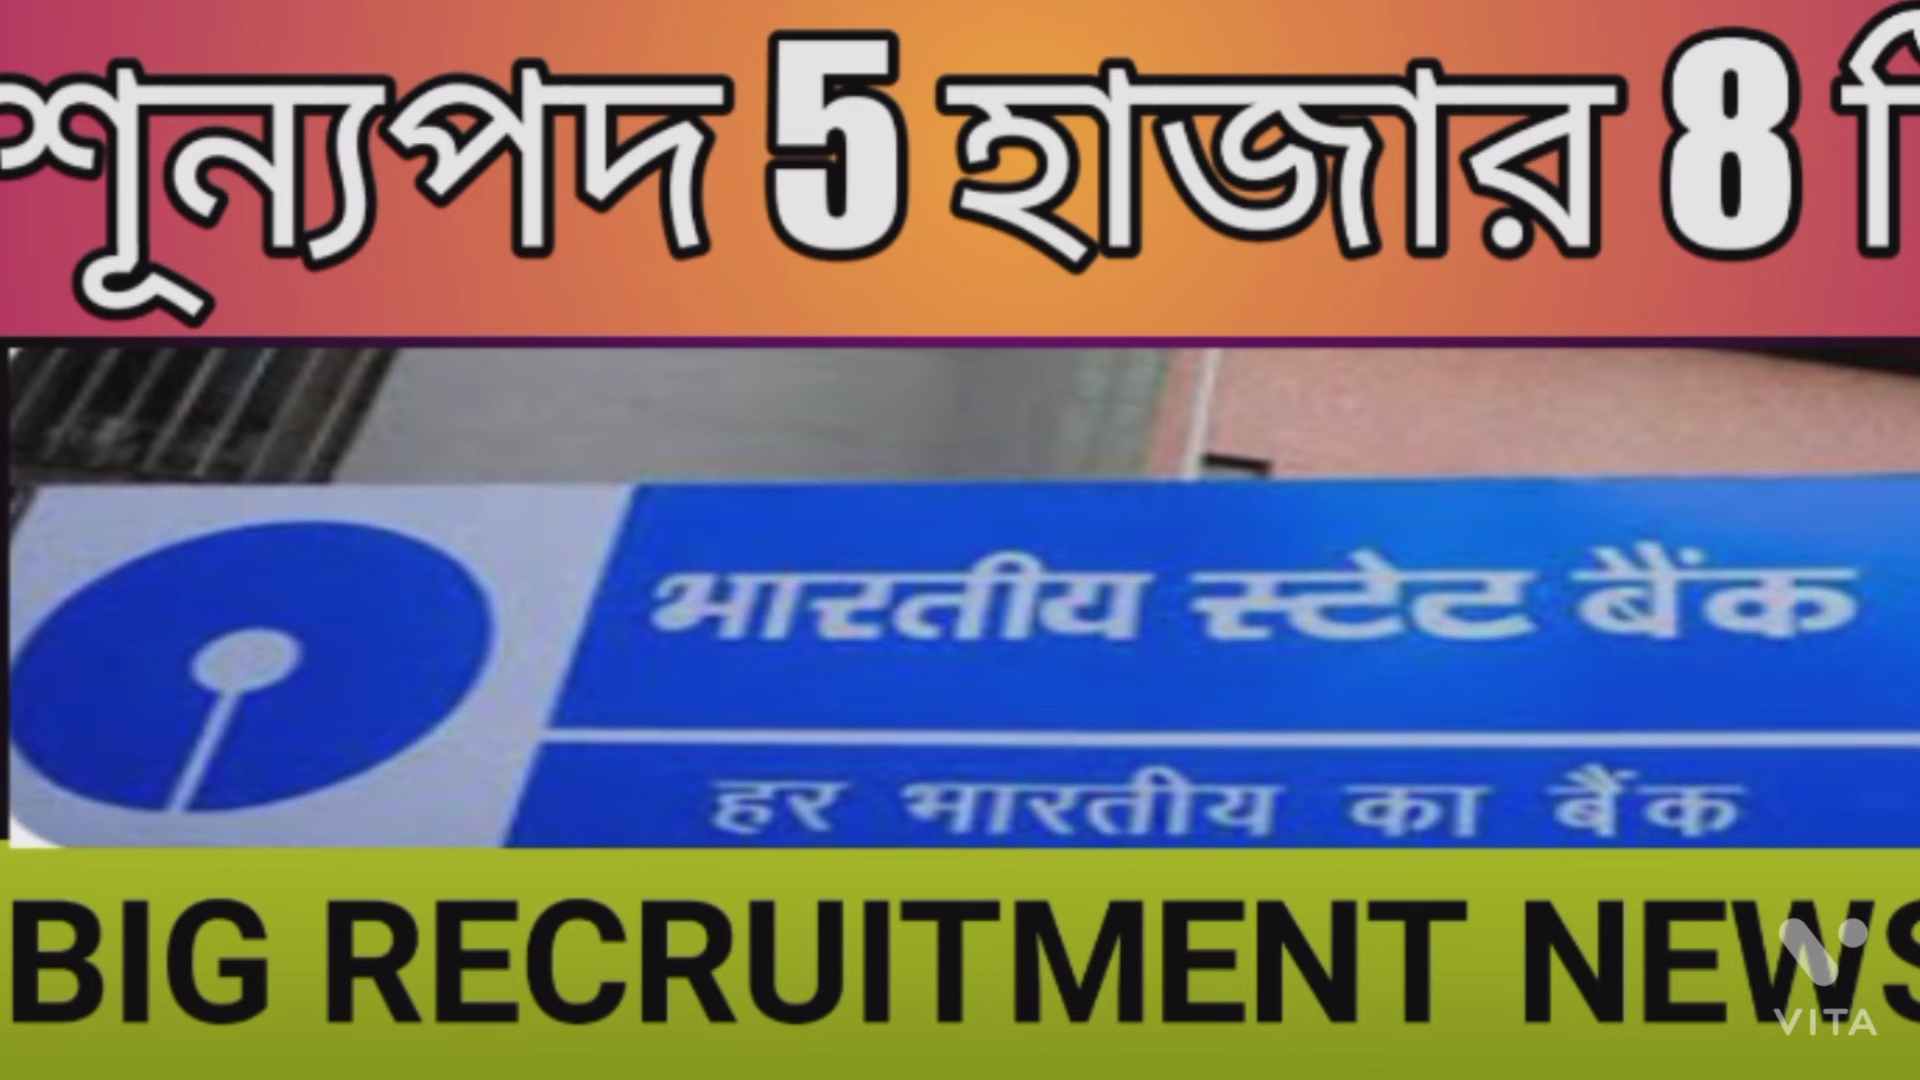 শূন্যপদ 5 হাজার 8
भारतीय स्टेट बैंक
हर भारतीय का बैंक
BIG RECRUITMENT NEWS
VITA